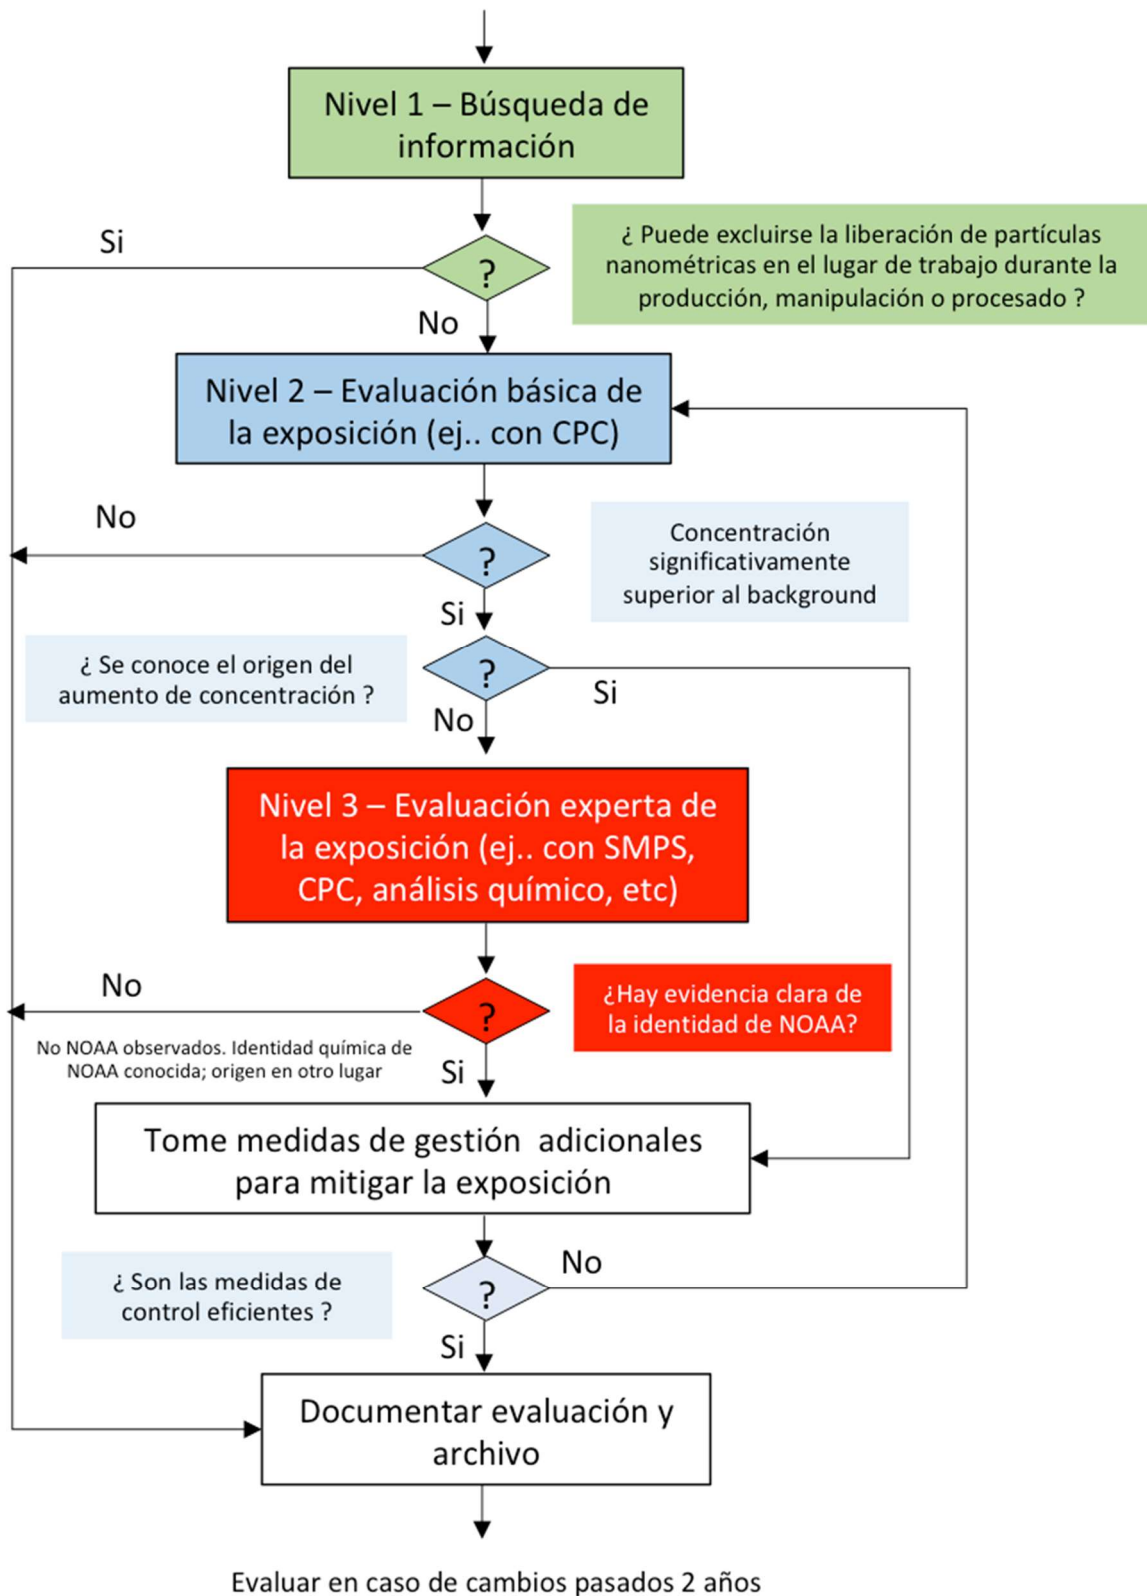 Nivel 1 – Búsqueda de
información
Si
?
¿ Puede excluirse la liberación de partículas
nanométricas en el lugar de trabajo durante la
producción, manipulación o procesado ?
No
Nivel 2 – Evaluación básica de
la exposición (ej.. con CPC)
No
?
Concentración
significativamente
superior al background
Si
¿ Se conoce el origen del
aumento de concentración ?
?
Si
No
Nivel 3 – Evaluación experta de
la exposición (ej.. con SMPS,
CPC, análisis químico, etc)
No
?
¿Hay evidencia clara de
la identidad de NOAA?
No NOAA observados. Identidad química de
NOAA conocida; origen en otro lugar
Si
Tome medidas de gestión adicionales
para mitigar la exposición
¿ Son las medidas de
control eficientes ?
?
No
Si
Documentar evaluación y
archivo
Evaluar en caso de cambios pasados 2 años